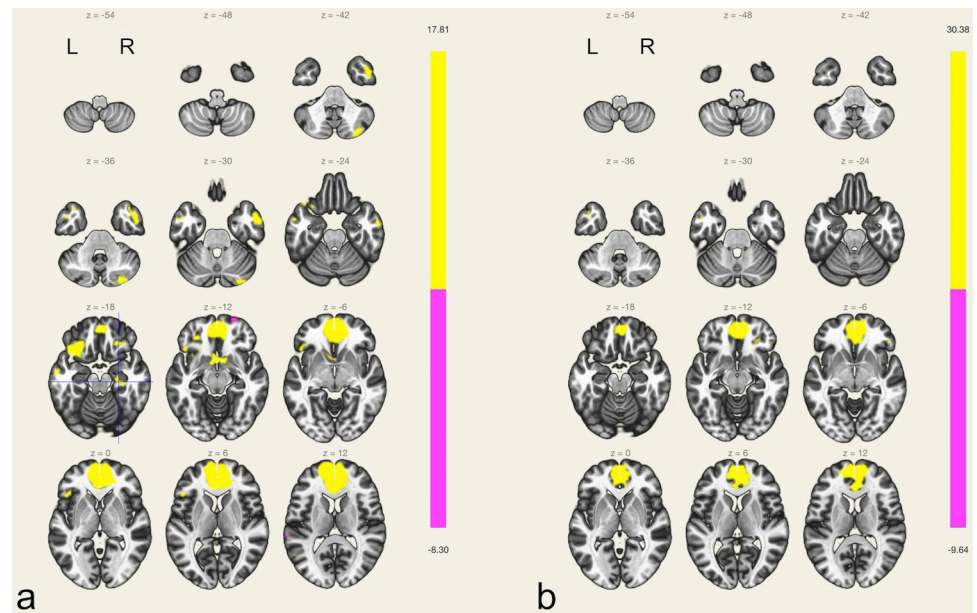 z = -54 z = -48 z = -42
17.81
L R
z = -36 z = -30 z = -24
z = -18 z = -12 z = -6
z = 0 z = 6 z = 12
-8.30
a
z = -54 z = -48 z = -42
30.38
L R
z = -36 z = -30 z = -24
z = -18 z = -12 z = -6
z = 0 z = 6 z = 12
-9.64
b